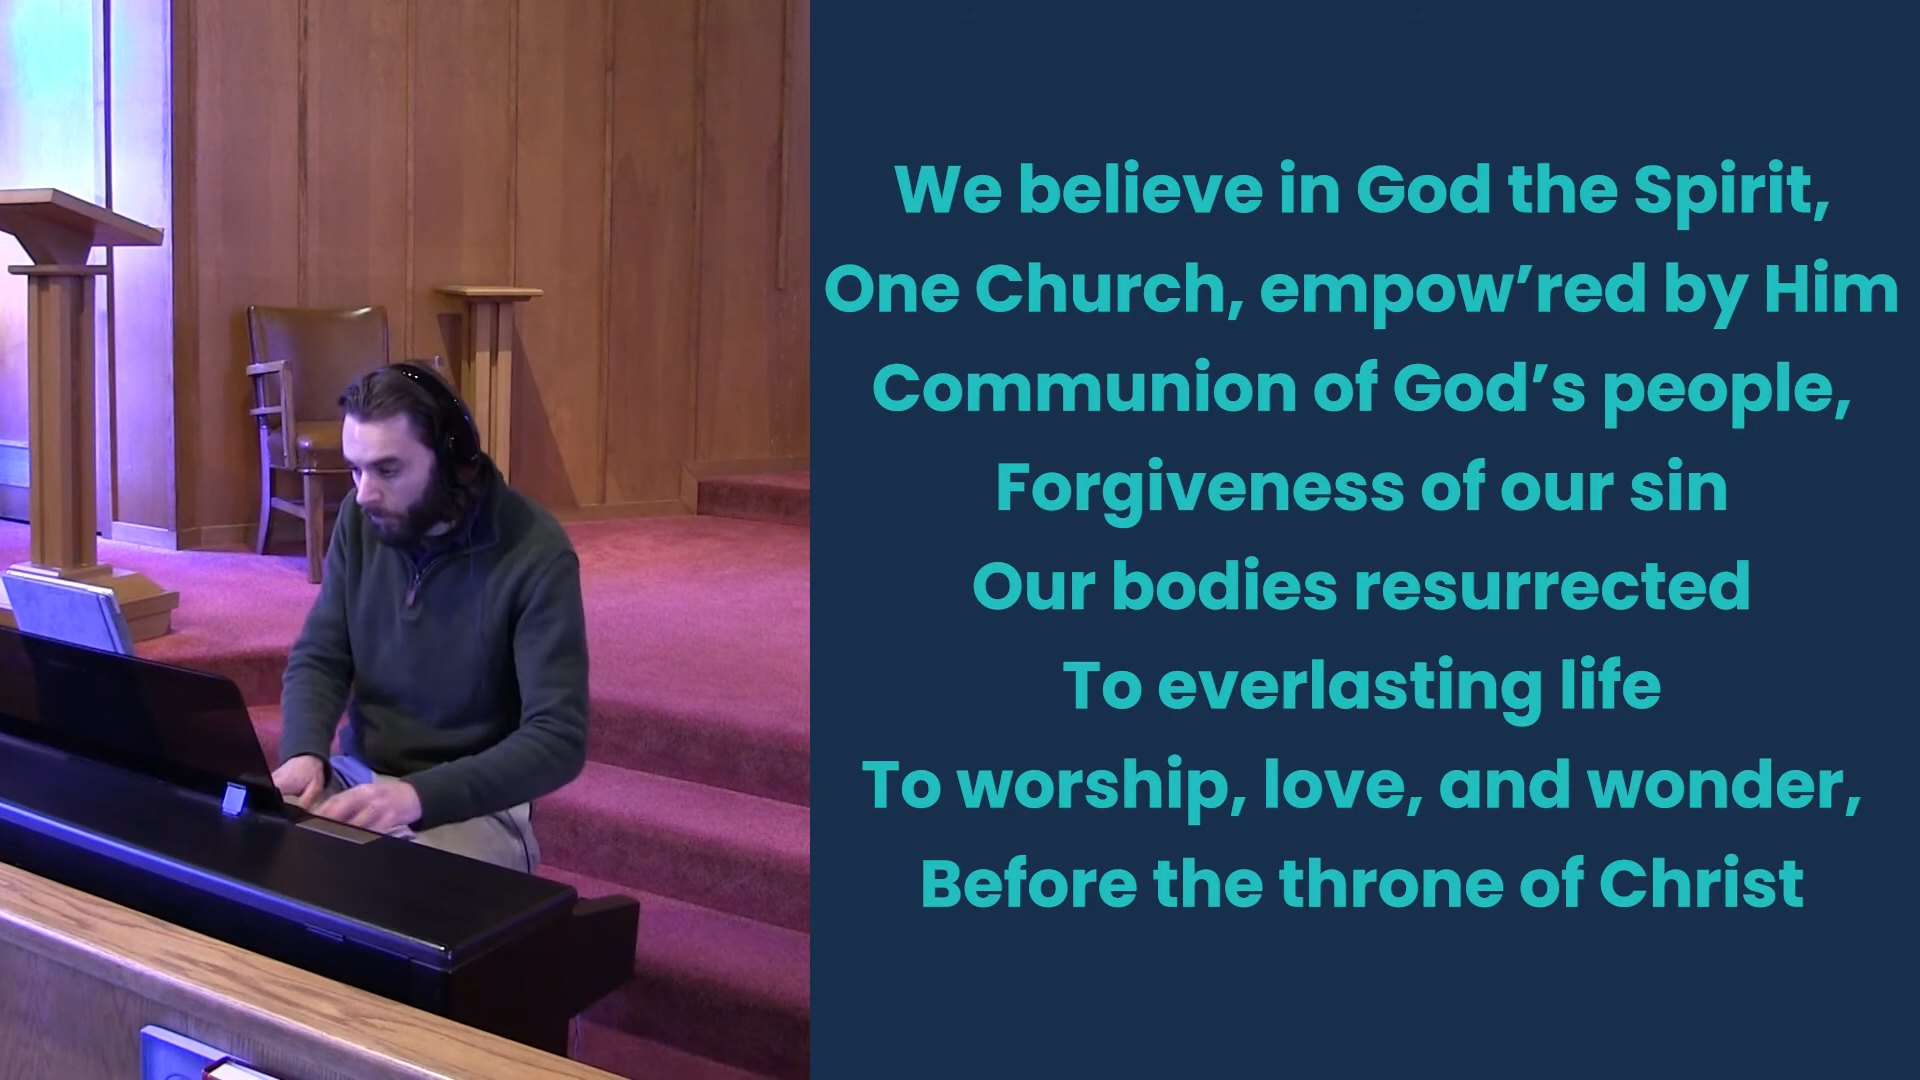 We believe in God the Spirit,
One Church, empow’red by Him
Communion of God’s people,
Forgiveness of our sin
Our bodies resurrected
To everlasting life
To worship, love, and wonder,
Before the throne of Christ